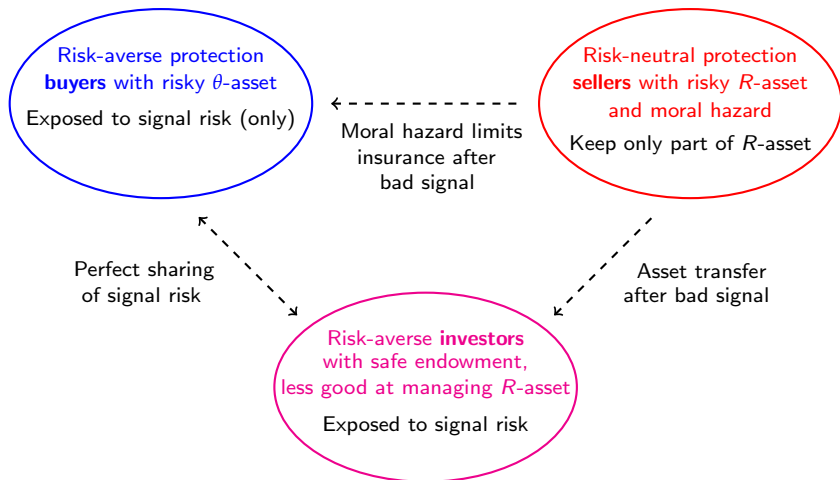 Risk-averse protection
buyers with risky θ-asset
Exposed to signal risk (only)
Risk-neutral protection
sellers with risky R-asset
and moral hazard
Keep only part of R-asset
Moral hazard limits
insurance after
bad signal
Perfect sharing
of signal risk
Asset transfer
after bad signal
Risk-averse investors
with safe endowment,
less good at managing R-asset
Exposed to signal risk